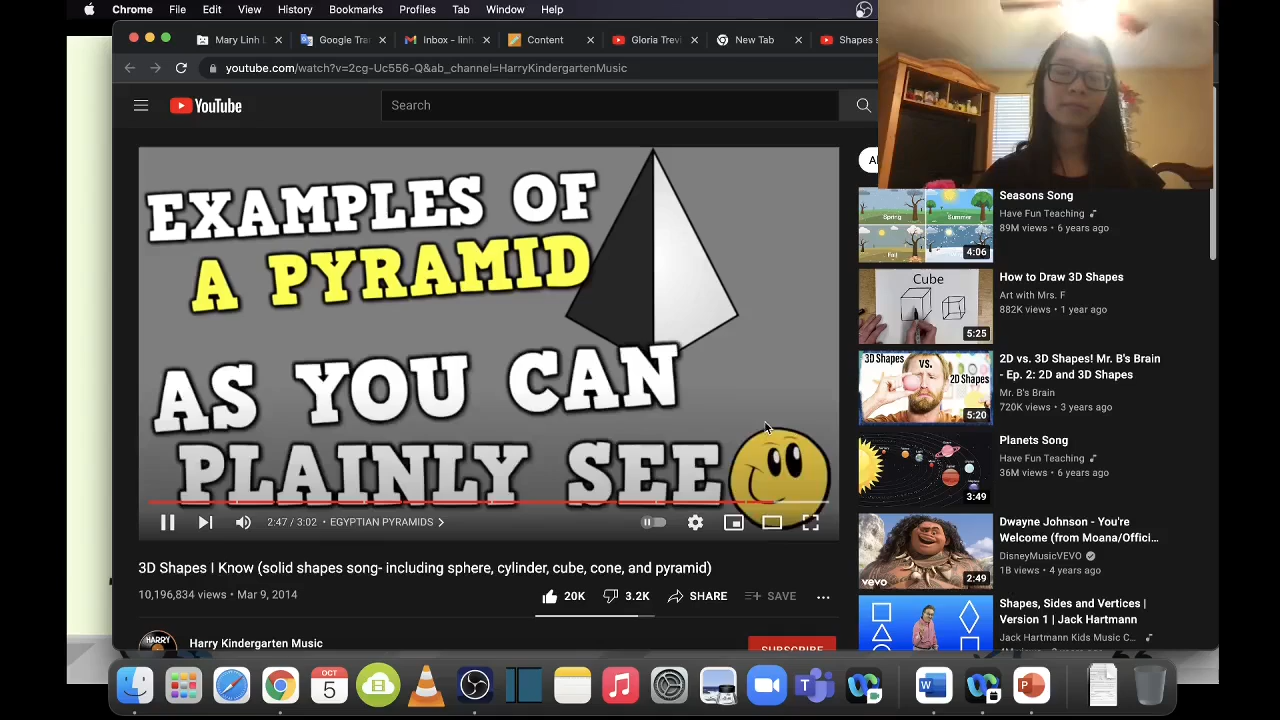 Chrome File Edit View History Bookmarks Profiles Tab Window Help
Mary Linh L
Google Tra
Inbox - linh
Content
Gloria Trevi
New Tab
Shapes s
youtube.com/watch?v=2cg-Uc556-Q&ab_channel=HarryKindergartenMusic
YouTube
Search
EXAMPLES OF
A PYRAMID
AS YOU CAN
PLAINLY SEE
2:47 / 3:02 • EGYPTIAN PYRAMIDS
3D Shapes I Know (solid shapes song- including sphere, cylinder, cube, cone, and pyramid)
10,196,834 views • Mar 9, 2014
20K 3.2K SHARE SAVE
HARRY
Harry Kindergarten Music
SUBSCRIBE
Spring Summer
Fall
4:06
Seasons Song
Have Fun Teaching
89M views • 6 years ago
Cube
5:25
How to Draw 3D Shapes
Art with Mrs. F
882K views • 1 year ago
3D Shapes VS. 2D Shapes
5:20
2D vs. 3D Shapes! Mr. B's Brain
- Ep. 2: 2D and 3D Shapes
Mr. B's Brain
720K views • 3 years ago
3:49
Planets Song
Have Fun Teaching
36M views • 6 years ago
vevo
2:49
Dwayne Johnson - You're
Welcome (from Moana/Offici...
DisneyMusicVEVO
1B views • 4 years ago
Shapes, Sides and Vertices |
Version 1 | Jack Hartmann
Jack Hartmann Kids Music C...
OCT
5